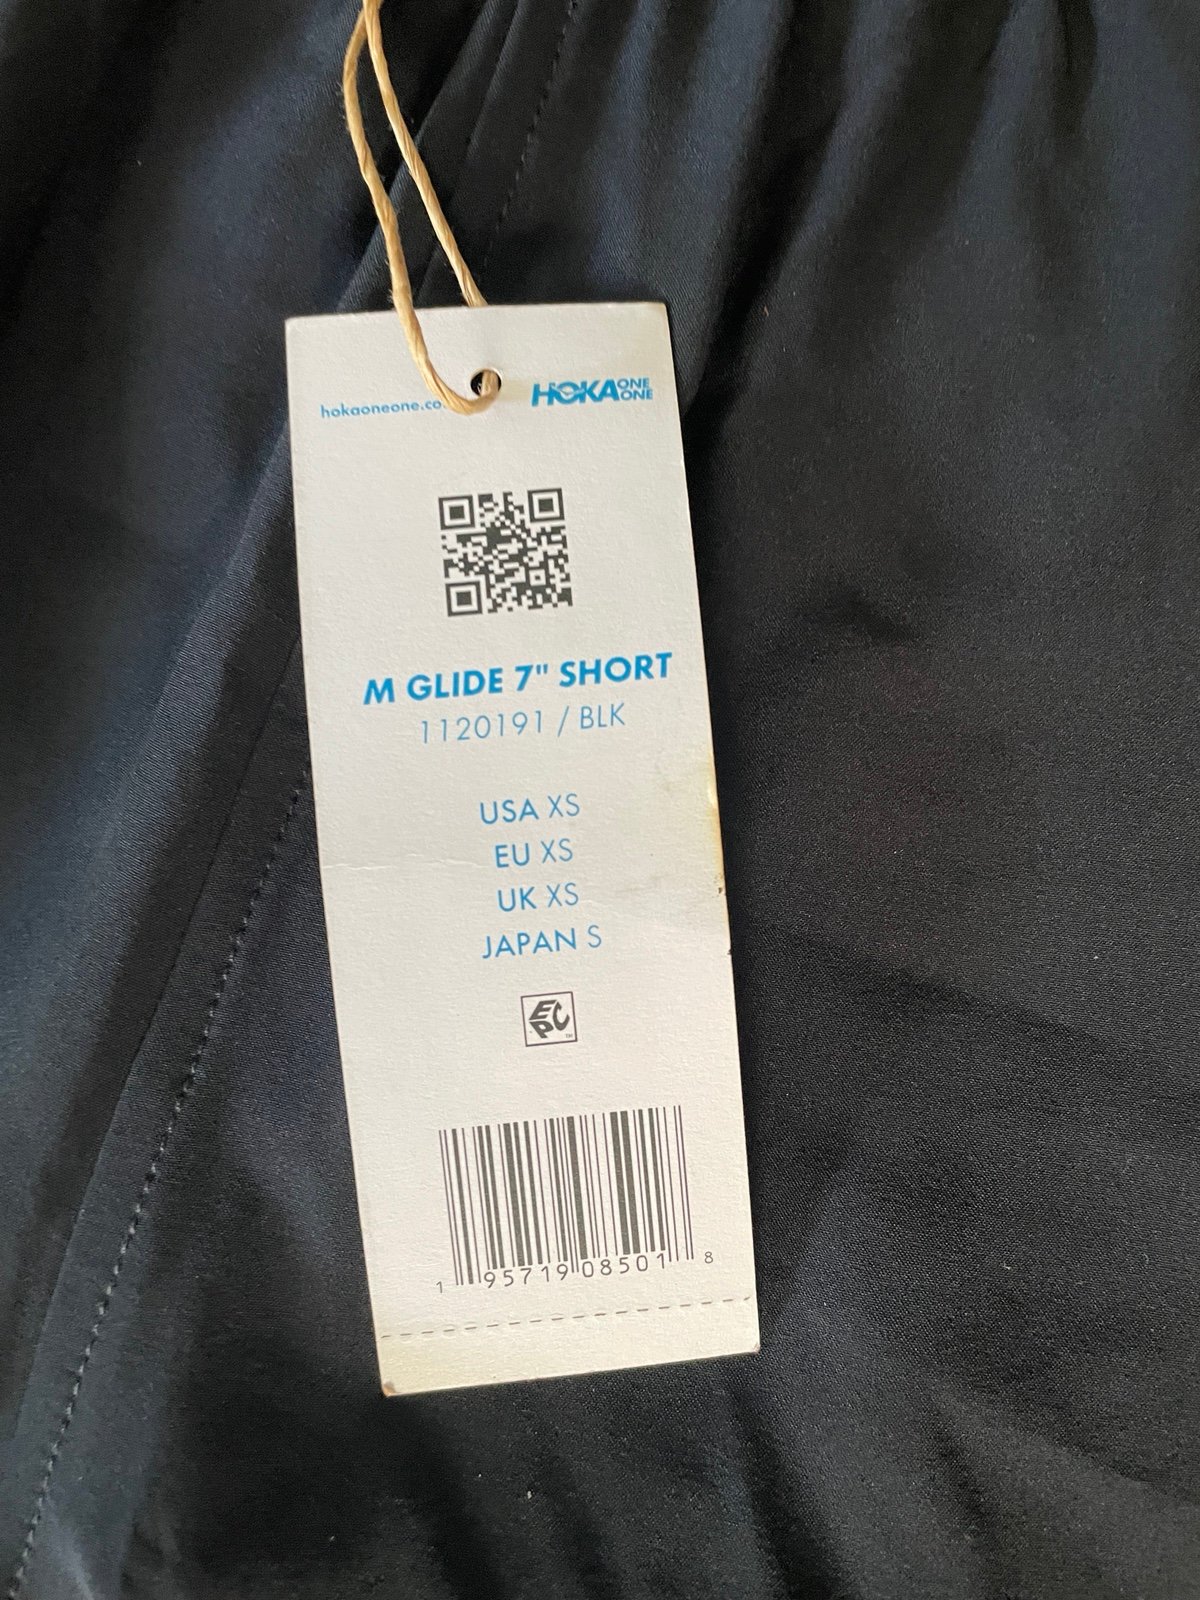 hokaoneone.co
HOKA ONE ONE
M GLIDE 7" SHORT
1120191 / BLK
USA XS
EU XS
UK XS
JAPAN S
EPC™
1 95719 08501 8